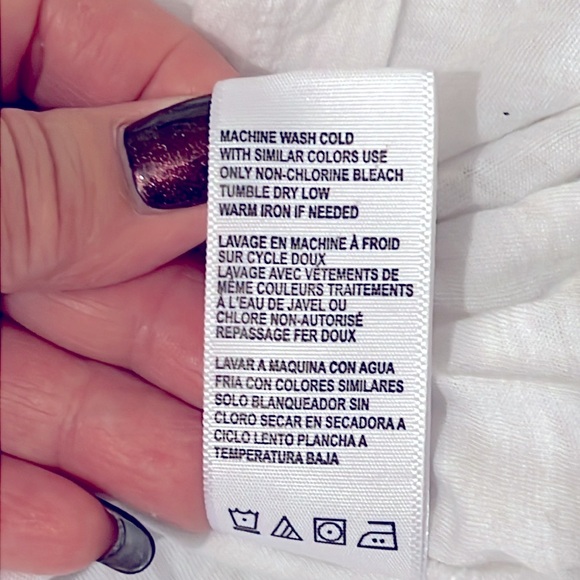 MACHINE WASH COLD
WITH SIMILAR COLORS USE
ONLY NON-CHLORINE BLEACH
TUMBLE DRY LOW
WARM IRON IF NEEDED
LAVAGE EN MACHINE À FROID
SUR CYCLE DOUX
LAVAGE AVEC VÊTEMENTS DE
MÊME COULEURS TRAITEMENTS
À L'EAU DE JAVEL OU
CHLORE NON-AUTORISÉ
REPASSAGE FER DOUX
LAVAR A MAQUINA CON AGUA
FRIA CON COLORES SIMILARES
SOLO BLANQUEADOR SIN
CLORO SECAR EN SECADORA A
CICLO LENTO PLANCHA A
TEMPERATURA BAJA